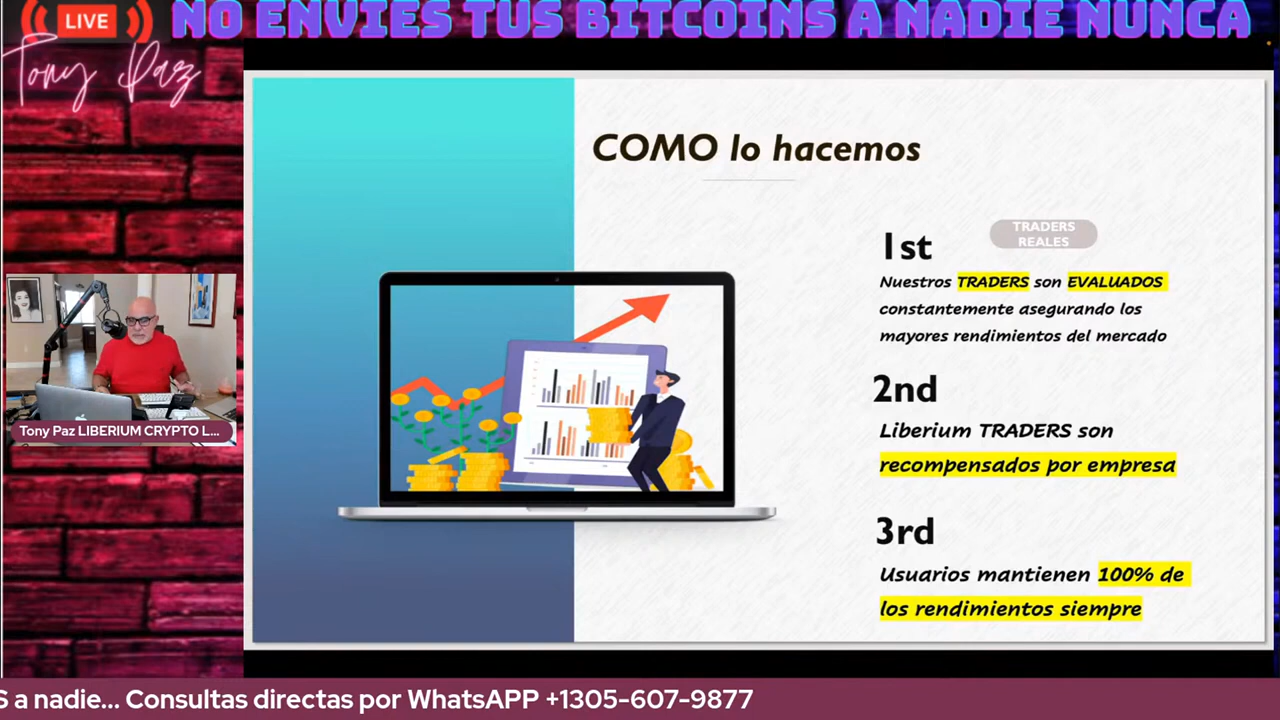 LIVE
NO ENVIES TUS BITCOINS A NADIE NUNCA
Tony Paz
COMO lo hacemos
1st
TRADERS
REALES
Nuestros TRADERS son EVALUADOS
constantemente asegurando los
mayores rendimientos del mercado
2nd
Liberium TRADERS son
recompensados por empresa
3rd
Usuarios mantienen 100% de
los rendimientos siempre
Tony Paz LIBERIUM CRYPTO L...
S a nadie... Consultas directas por WhatsAPP +1305-607-9877